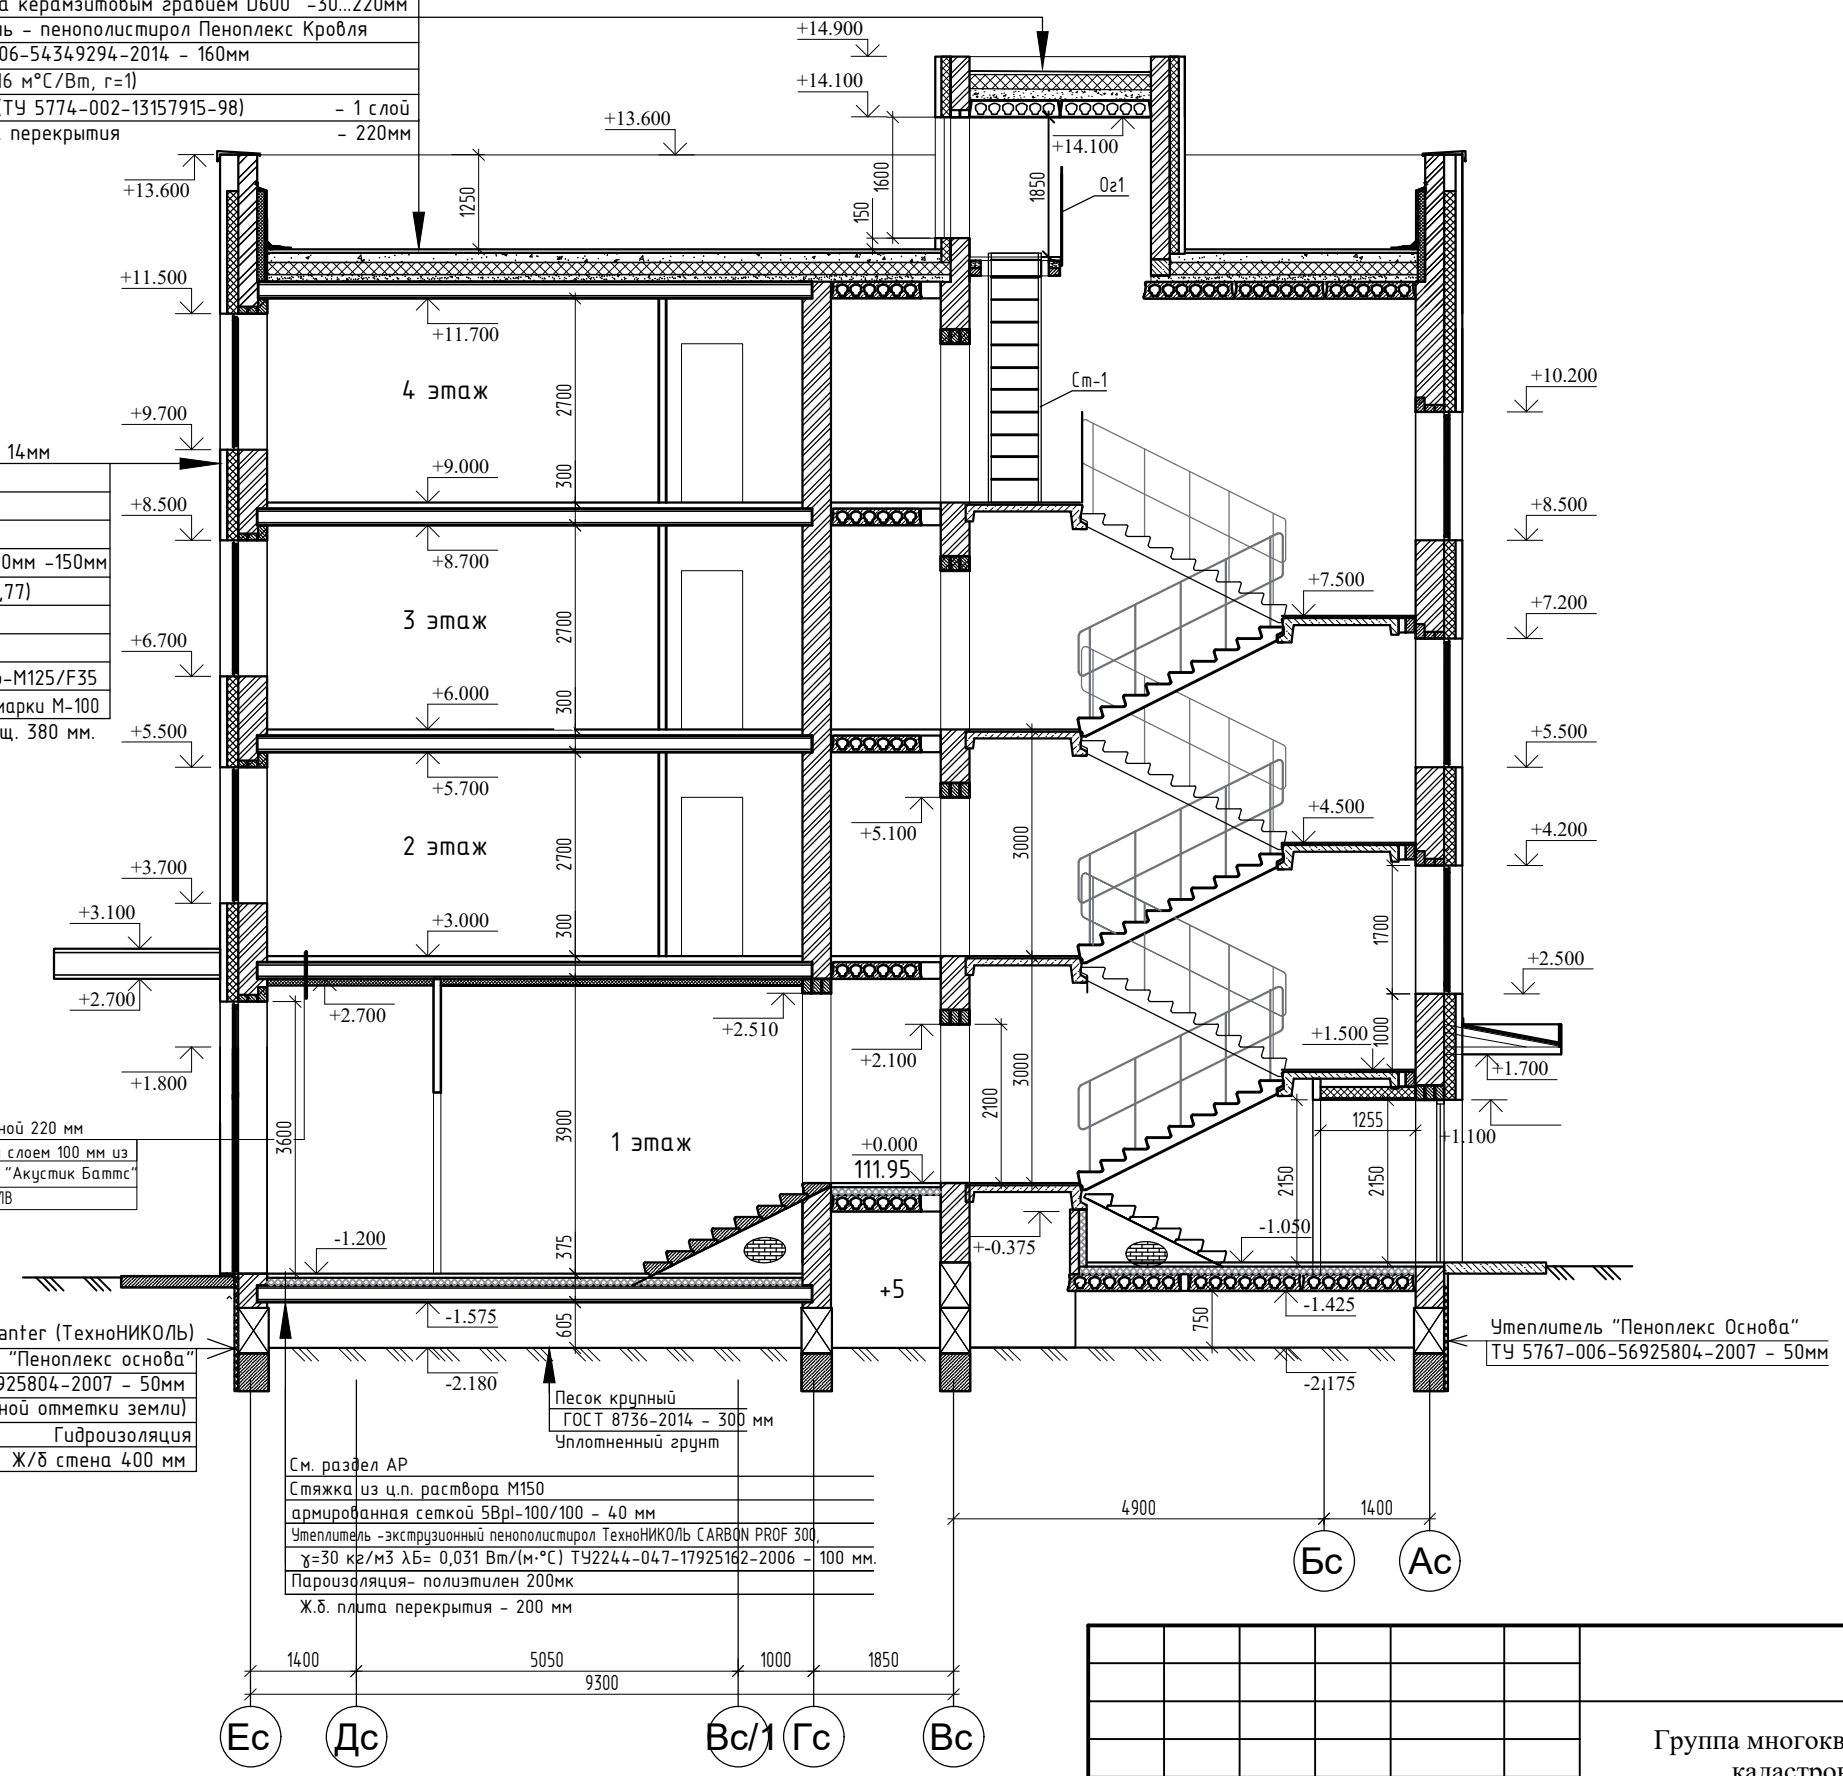 керамзитовым гравием D600 -30...220мм
- пенополистирол Пеноплекс Кровля
06-54349294-2014 - 160мм
м°С/Вт, r=1)
(ТУ 5774-002-13157915-98) - 1 слой
перекрытия - 220мм
+14.900
+14.100
+13.600
+14.100
+13.600
1250
1600
150
1850
Ог1
+11.500
+11.700
4 этаж
2700
Ст-1
+10.200
+9.700
14мм
+9.000
300
+8.500
+8.500
+8.700
0мм -150мм
,77)
+7.500
+7.200
3 этаж
2700
+6.700
-М125/F35
марки М-100
щ. 380 мм.
+6.000
300
+5.500
+5.500
+5.700
+5.100
+4.500
+4.200
2 этаж
2700
3000
+3.700
1700
+3.100
+3.000
300
+2.500
+2.700
+2.700
+2.510
+2.100
+1.500
1000
+1.800
+1.700
2100
3000
1255
+1.100
ной 220 мм
слоем 100 мм из
"Акустик Баттс"
3600
3900
1 этаж
+0.000
111.95
2150
2150
-1.200
375
+-0.375
-1.050
+5
-1.575
605
750
-1.425
anter (ТехноНИКОЛЬ)
"Пеноплекс основа"
925804-2007 - 50мм
ной отметки земли)
Гидроизоляция
Ж/б стена 400 мм
Утеплитель "Пеноплекс Основа"
ТУ 5767-006-56925804-2007 - 50мм
-2.180
-2.175
Песок крупный
ГОСТ 8736-2014 - 300 мм
Уплотненный грунт
См. раздел АР
Стяжка из ц.п. раствора М150
армированная сеткой 5ВрI-100/100 - 40 мм
Утеплитель -экструзионный пенополистирол ТехноНИКОЛЬ CARBON PROF 300,
γ=30 кг/м3 λБ= 0,031 Вт/(м·°С) ТУ2244-047-17925162-2006 - 100 мм.
Пароизоляция- полиэтилен 200мк
Ж.б. плита перекрытия - 200 мм
4900
1400
Бс
Ас
1400
5050
1000
1850
9300
Ес
Дс
Вс/1
Гс
Вс
Группа многокв
кадастров